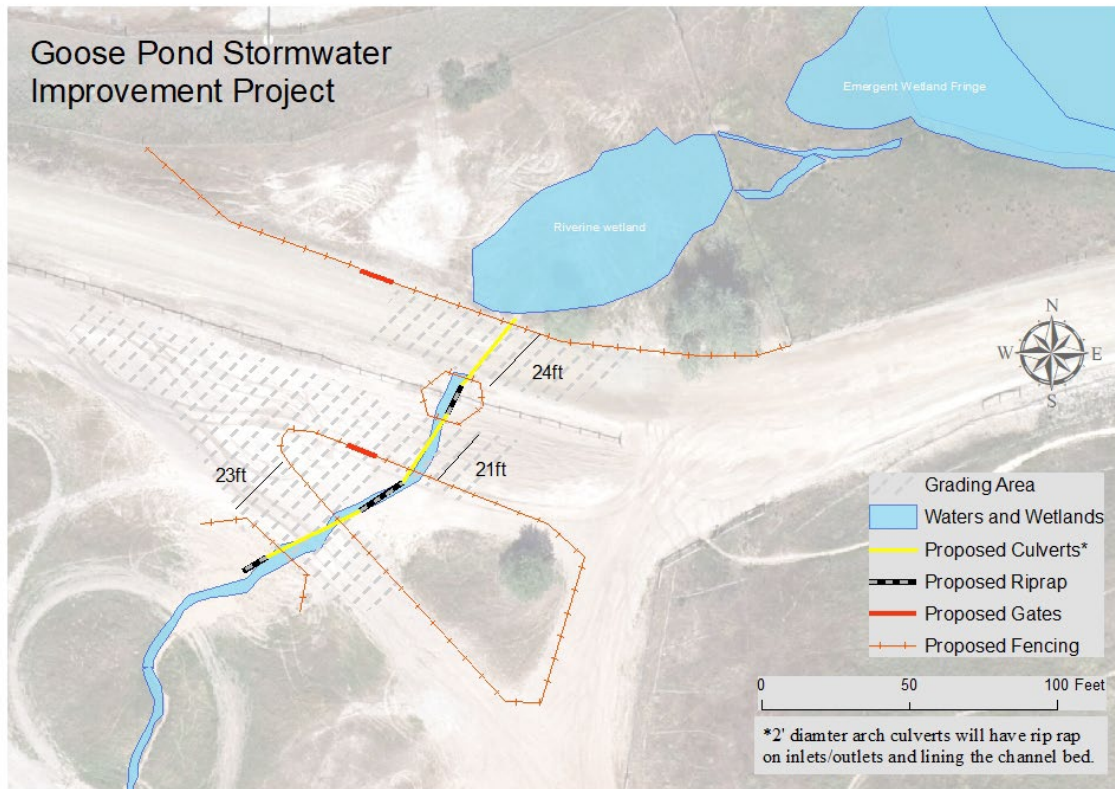 Goose Pond Stormwater
Improvement Project
Emergent Wetland Fringe
Riverine wetland
N
W E
S
24ft
21ft
23ft
Grading Area
Waters and Wetlands
Proposed Culverts*
Proposed Riprap
Proposed Gates
Proposed Fencing
0 50 100 Feet
*2' diamter arch culverts will have rip rap
on inlets/outlets and lining the channel bed.